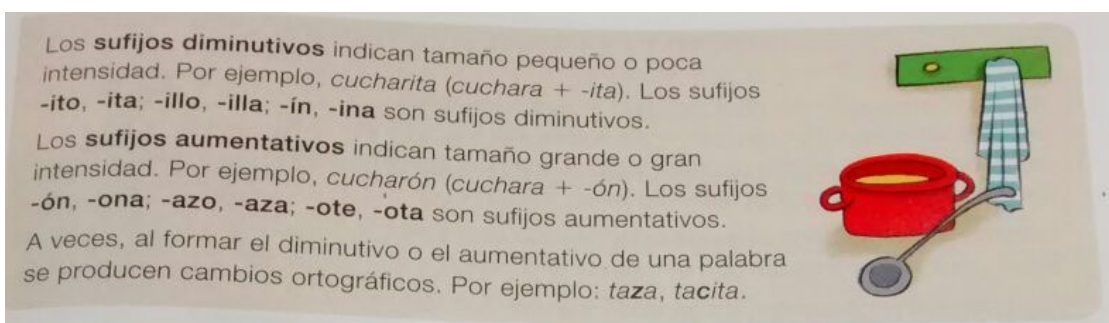 Los sufijos diminutivos indican tamaño pequeño o poca
intensidad. Por ejemplo, cucharita (cuchara + -ita). Los sufijos
-ito, -ita; -illo, -illa; -ín, -ina son sufijos diminutivos.
Los sufijos aumentativos indican tamaño grande o gran
intensidad. Por ejemplo, cucharón (cuchara + -ón). Los sufijos
-ón, -ona; -azo, -aza; -ote, -ota son sufijos aumentativos.
A veces, al formar el diminutivo o el aumentativo de una palabra
se producen cambios ortográficos. Por ejemplo: taza, tacita.